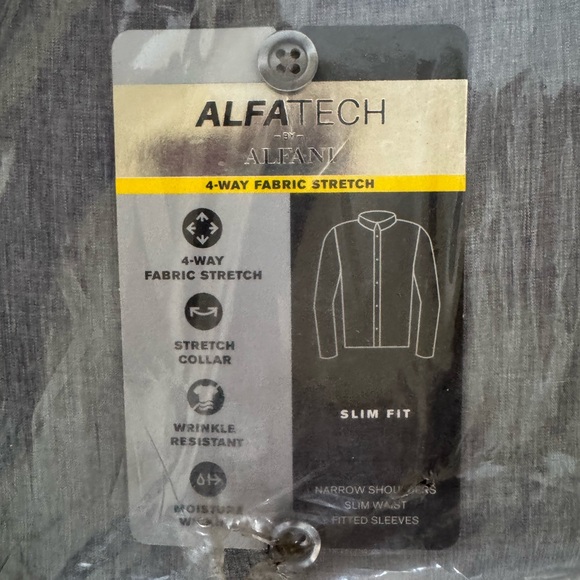 ALFATECH
-BY-
ALFANI
4-WAY FABRIC STRETCH
4-WAY
FABRIC STRETCH
STRETCH
COLLAR
WRINKLE
RESISTANT
MOISTURE
SLIM FIT
NARROW SHOULDERS
SLIM WAIST
FITTED SLEEVES